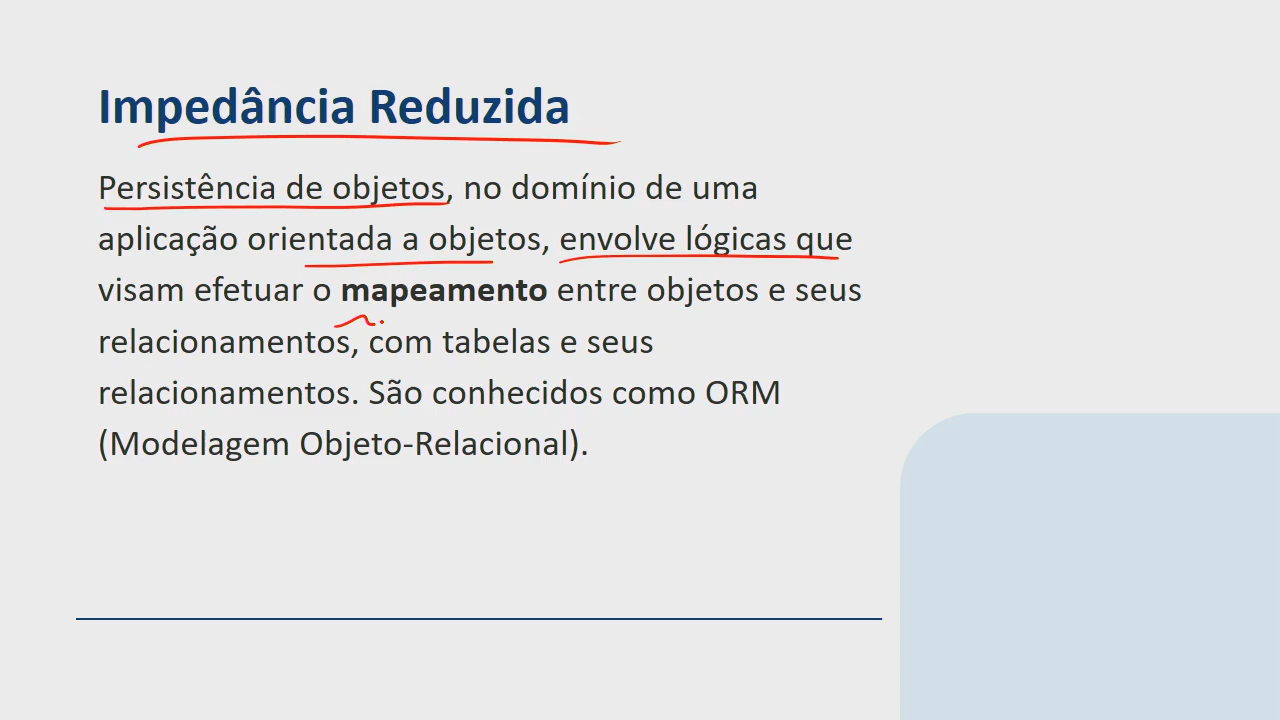 Impedância Reduzida
Persistência de objetos, no domínio de uma
aplicação orientada a objetos, envolve lógicas que
visam efetuar o mapeamento entre objetos e seus
relacionamentos, com tabelas e seus
relacionamentos. São conhecidos como ORM
(Modelagem Objeto-Relacional).